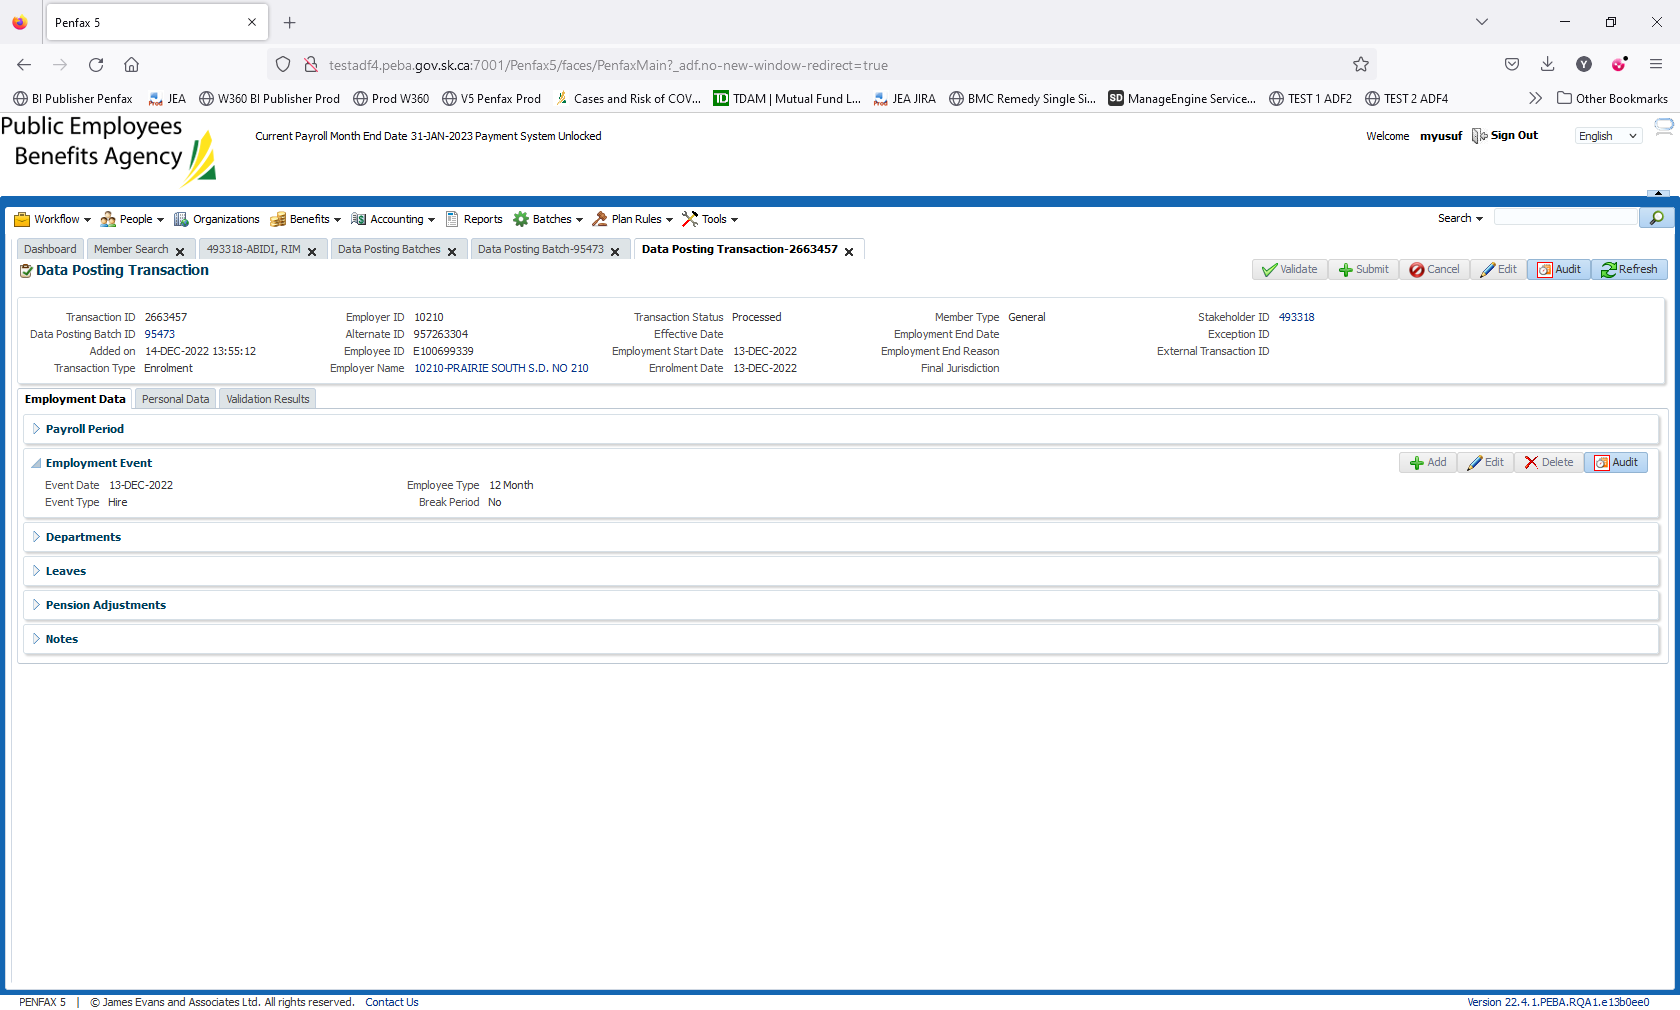 Penfax 5
testadf4.peba.gov.sk.ca:7001/Penfax5/faces/PenfaxMain?_adf.no-new-window-redirect=true
BI Publisher Penfax JEA W360 BI Publisher Prod Prod W360 V5 Penfax Prod Cases and Risk of COV... TD TDAM | Mutual Fund L... JEA JIRA BMC Remedy Single Si... SD ManageEngine Service... TEST 1 ADF2 TEST 2 ADF4 Other Bookmarks
Public Employees
Benefits Agency
Current Payroll Month End Date 31-JAN-2023 Payment System Unlocked
Welcome myusuf Sign Out English
Workflow People Organizations Benefits Accounting Reports Batches Plan Rules Tools Search
Dashboard Member Search 493318-ABIDI, RIM Data Posting Batches Data Posting Batch-95473 Data Posting Transaction-2663457
Data Posting Transaction
Validate Submit Cancel Edit Audit Refresh
Transaction ID 2663457 Employer ID 10210 Transaction Status Processed Member Type General Stakeholder ID 493318
Data Posting Batch ID 95473 Alternate ID 957263304 Effective Date Employment End Date Exception ID
Added on 14-DEC-2022 13:55:12 Employee ID E100699339 Employment Start Date 13-DEC-2022 Employment End Reason External Transaction ID
Transaction Type Enrolment Employer Name 10210-PRAIRIE SOUTH S.D. NO 210 Enrolment Date 13-DEC-2022 Final Jurisdiction
Employment Data Personal Data Validation Results
Payroll Period
Employment Event
Add Edit Delete Audit
Event Date 13-DEC-2022 Employee Type 12 Month
Event Type Hire Break Period No
Departments
Leaves
Pension Adjustments
Notes
PENFAX 5 | © James Evans and Associates Ltd. All rights reserved. Contact Us
Version 22.4.1.PEBA.RQA1.e13b0ee0